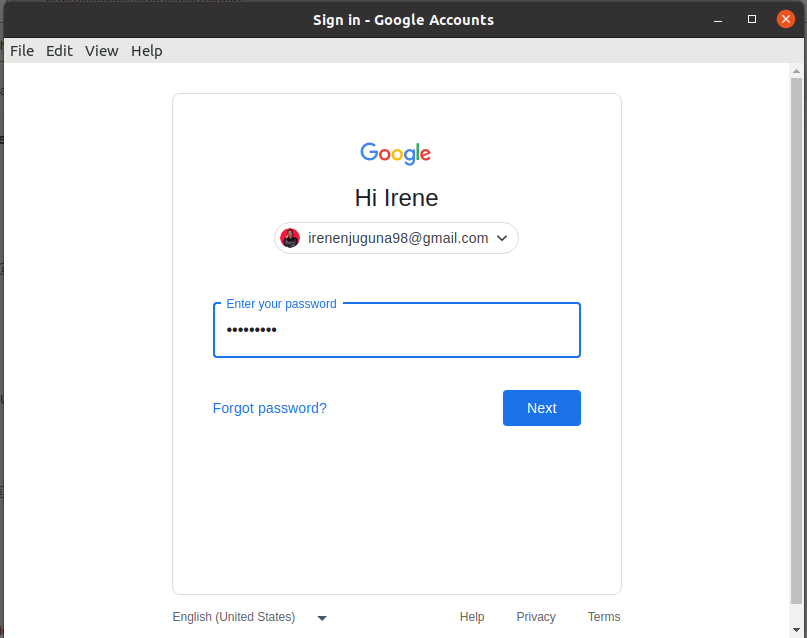 Sign in - Google Accounts
File Edit View Help
Google
Hi Irene
irenenjuguna98@gmail.com
Enter your password
•••••••••
Forgot password?
Next
English (United States)
Help Privacy Terms